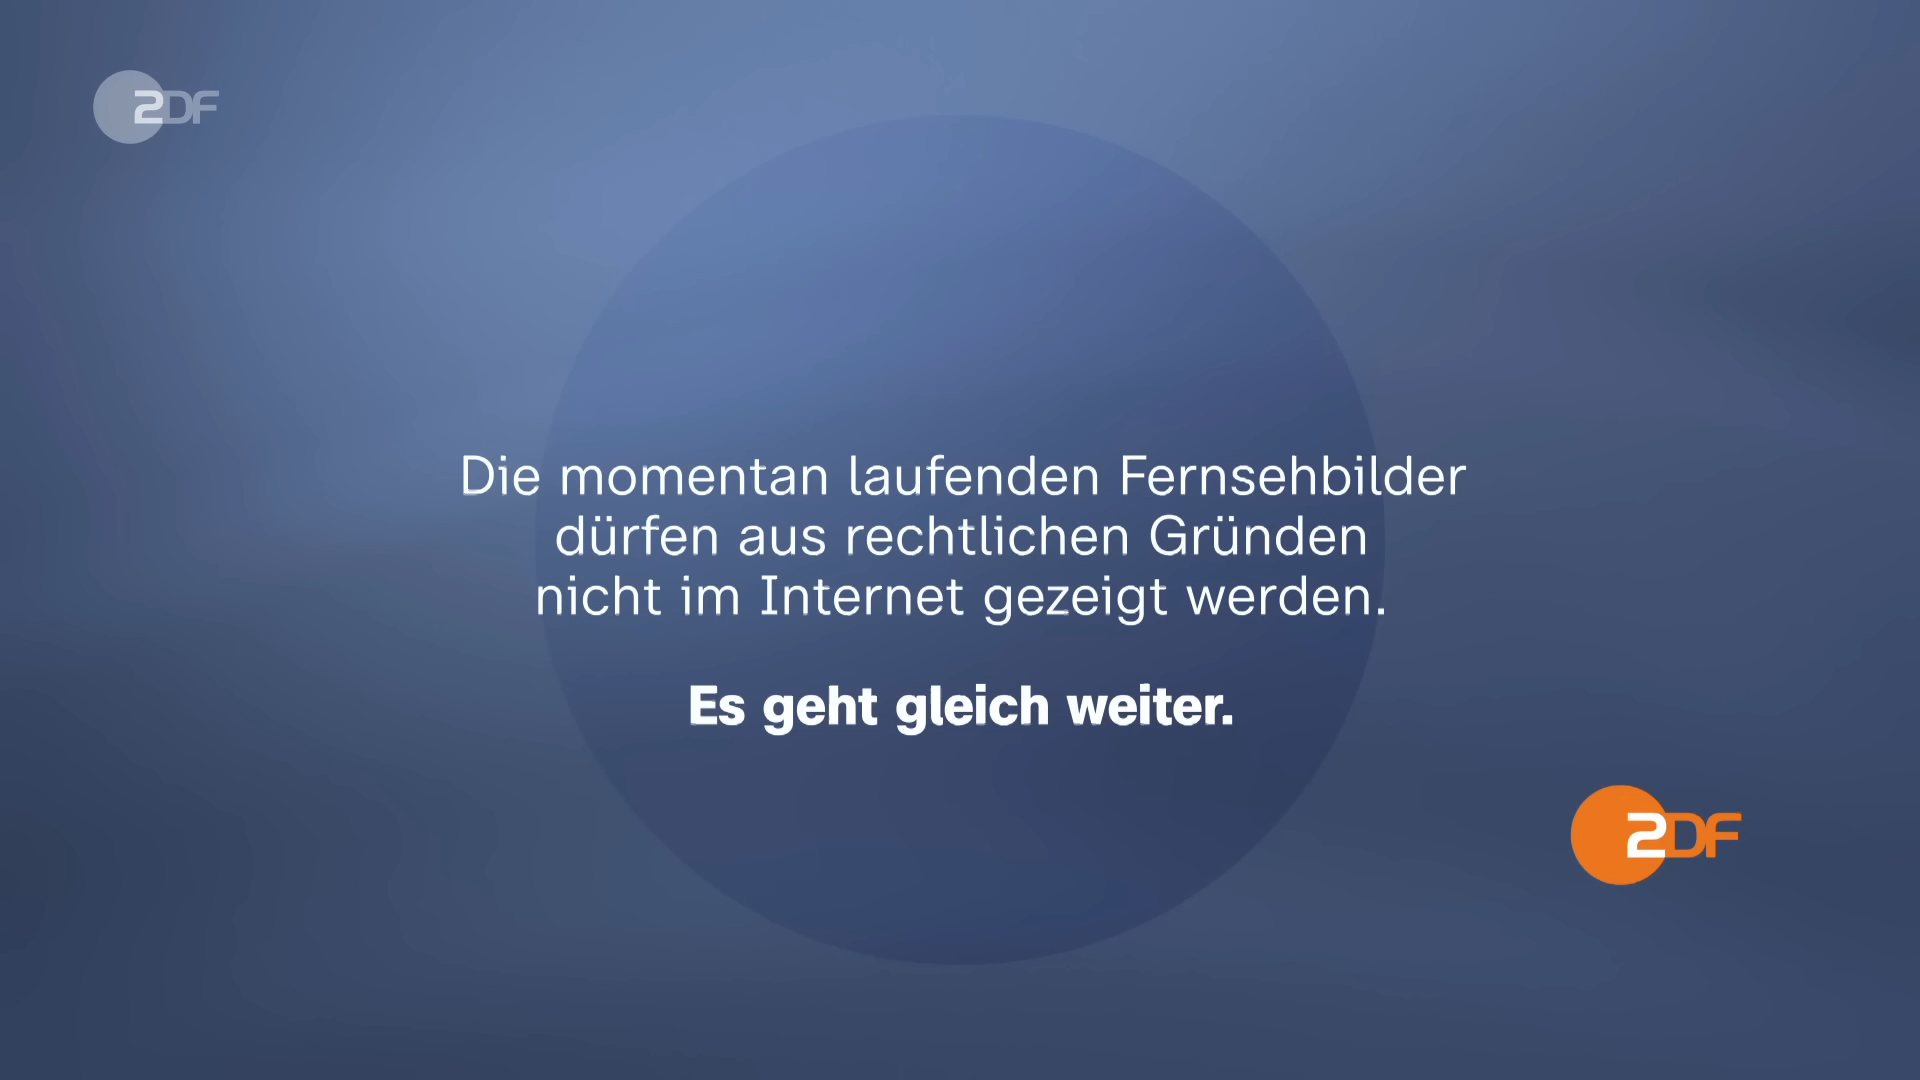 ZDF
Die momentan laufenden Fernsehbilder
dürfen aus rechtlichen Gründen
nicht im Internet gezeigt werden.
Es geht gleich weiter.
ZDF